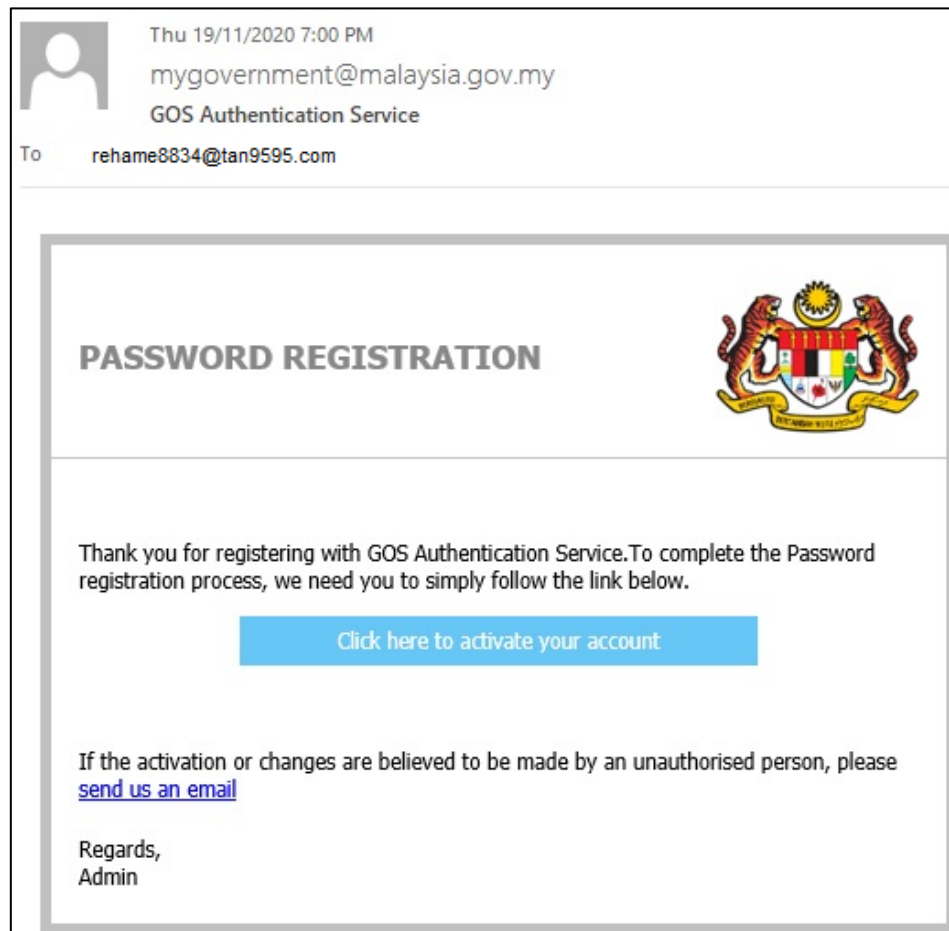 Thu 19/11/2020 7:00 PM
mygovernment@malaysia.gov.my
GOS Authentication Service
To rehame8834@tan9595.com
PASSWORD REGISTRATION
Thank you for registering with GOS Authentication Service.To complete the Password
registration process, we need you to simply follow the link below.
Click here to activate your account
If the activation or changes are believed to be made by an unauthorised person, please
send us an email
Regards,
Admin